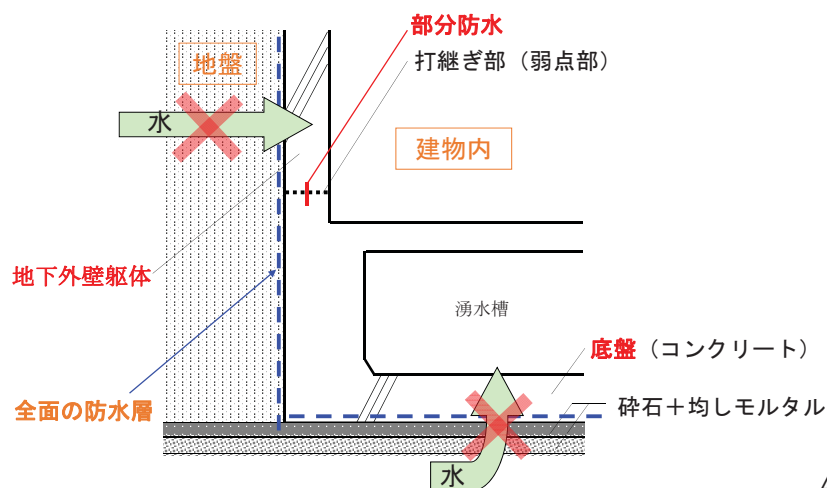 部分防水
打継ぎ部（弱点部）
地盤
水
建物内
地下外壁躯体
湧水槽
底盤（コンクリート）
全面の防水層
砕石＋均しモルタル
水